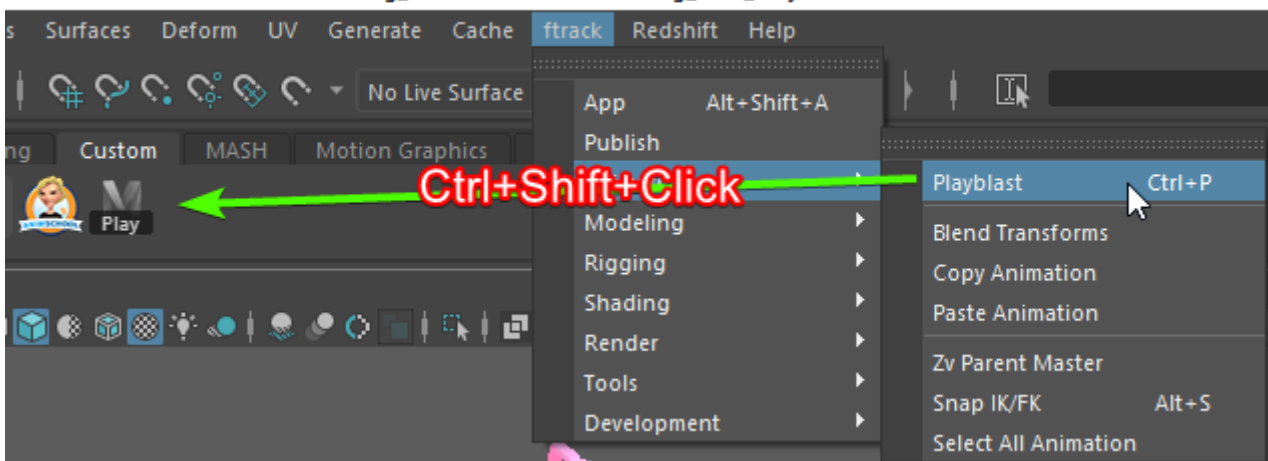 Surfaces Deform UV Generate Cache ftrack Redshift Help
No Live Surface
Custom MASH Motion Graphics
Play
App Alt+Shift+A
Publish
Ctrl+Shift+Click
Modeling
Rigging
Shading
Render
Tools
Development
Playblast Ctrl+P
Blend Transforms
Copy Animation
Paste Animation
Zv Parent Master
Snap IK/FK Alt+S
Select All Animation